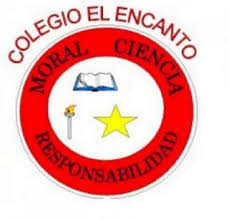 COLEGIO EL ENCANTO
MORAL CIENCIA
RESPONSABILIDAD